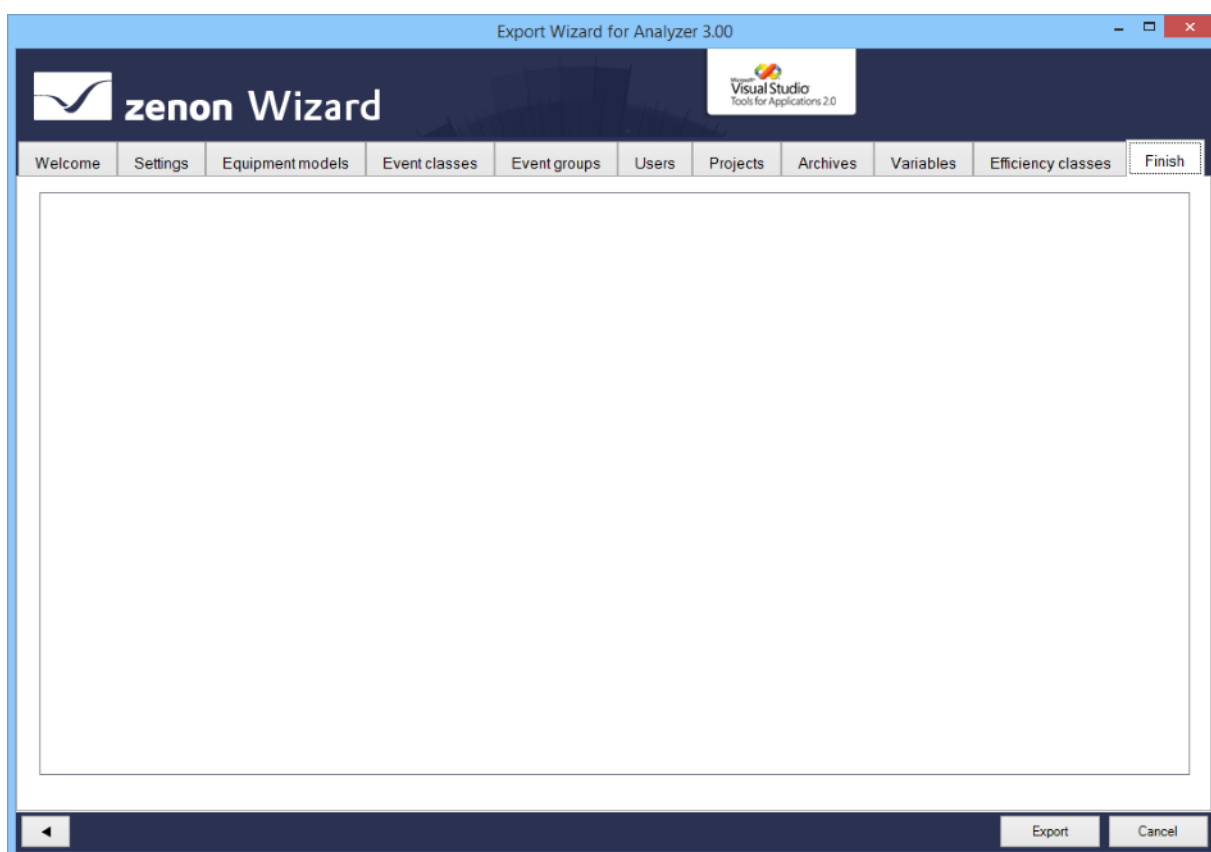 Export Wizard for Analyzer 3.00
zenon Wizard
Microsoft®
Visual Studio
Tools for Applications 2.0
Welcome Settings Equipment models Event classes Event groups Users Projects Archives Variables Efficiency classes Finish
Export Cancel